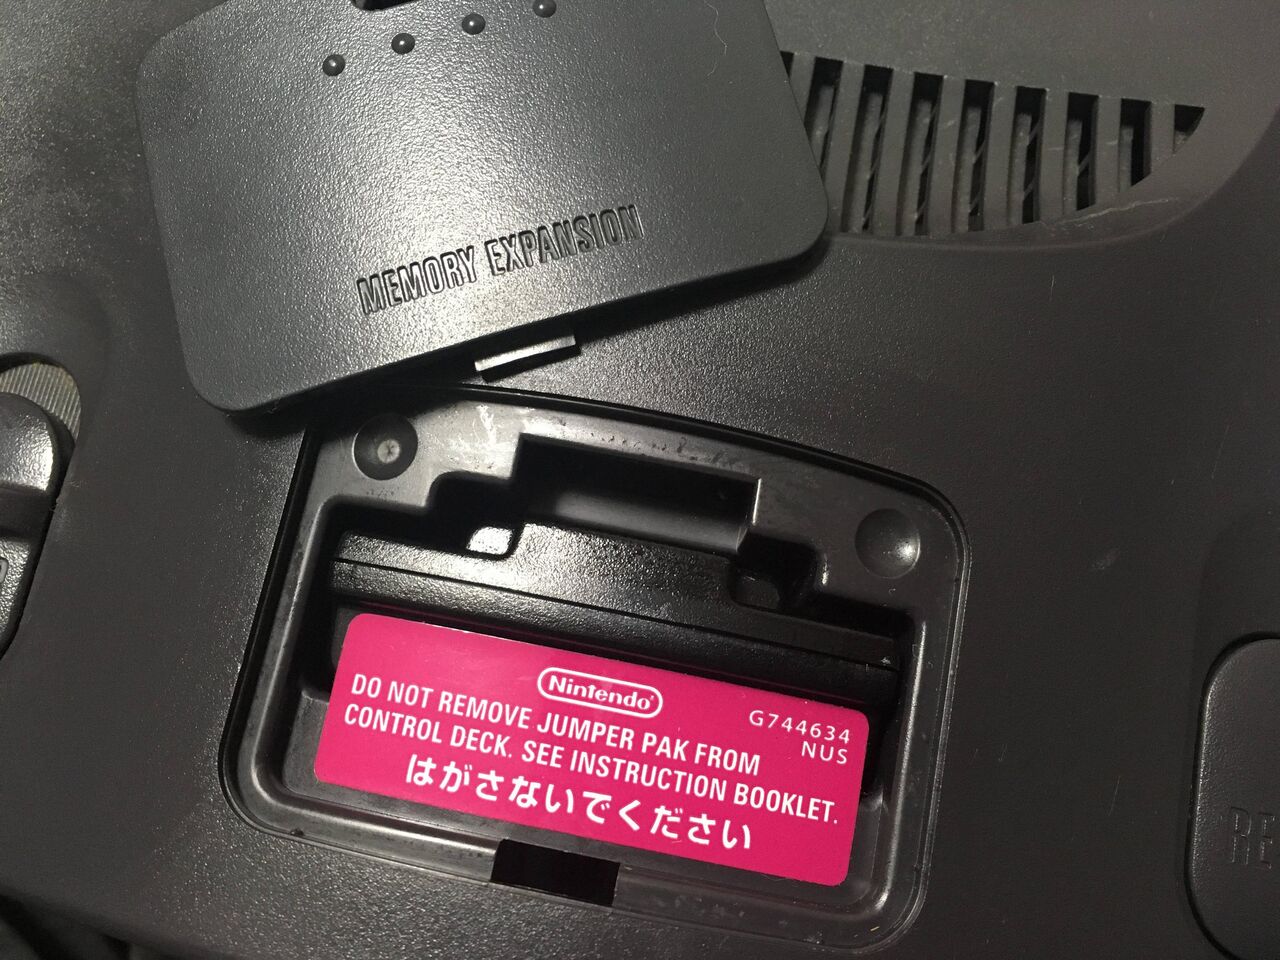 MEMORY EXPANSION
Nintendo
G744634
NUS
DO NOT REMOVE JUMPER PAK FROM
CONTROL DECK. SEE INSTRUCTION BOOKLET.
はがさないでください
RE